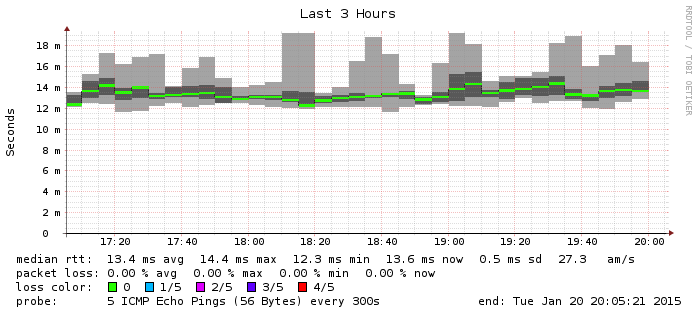 Last 3 Hours
RRDTOOL / TOBI OETIKER
Seconds
18 m
16 m
14 m
12 m
10 m
8 m
6 m
4 m
2 m
0
17:20 17:40 18:00 18:20 18:40 19:00 19:20 19:40 20:00
median rtt: 13.4 ms avg 14.4 ms max 12.3 ms min 13.6 ms now 0.5 ms sd 27.3 am/s
packet loss: 0.00 % avg 0.00 % max 0.00 % min 0.00 % now
loss color: 0 1/5 2/5 3/5 4/5
probe: 5 ICMP Echo Pings (56 Bytes) every 300s end: Tue Jan 20 20:05:21 2015